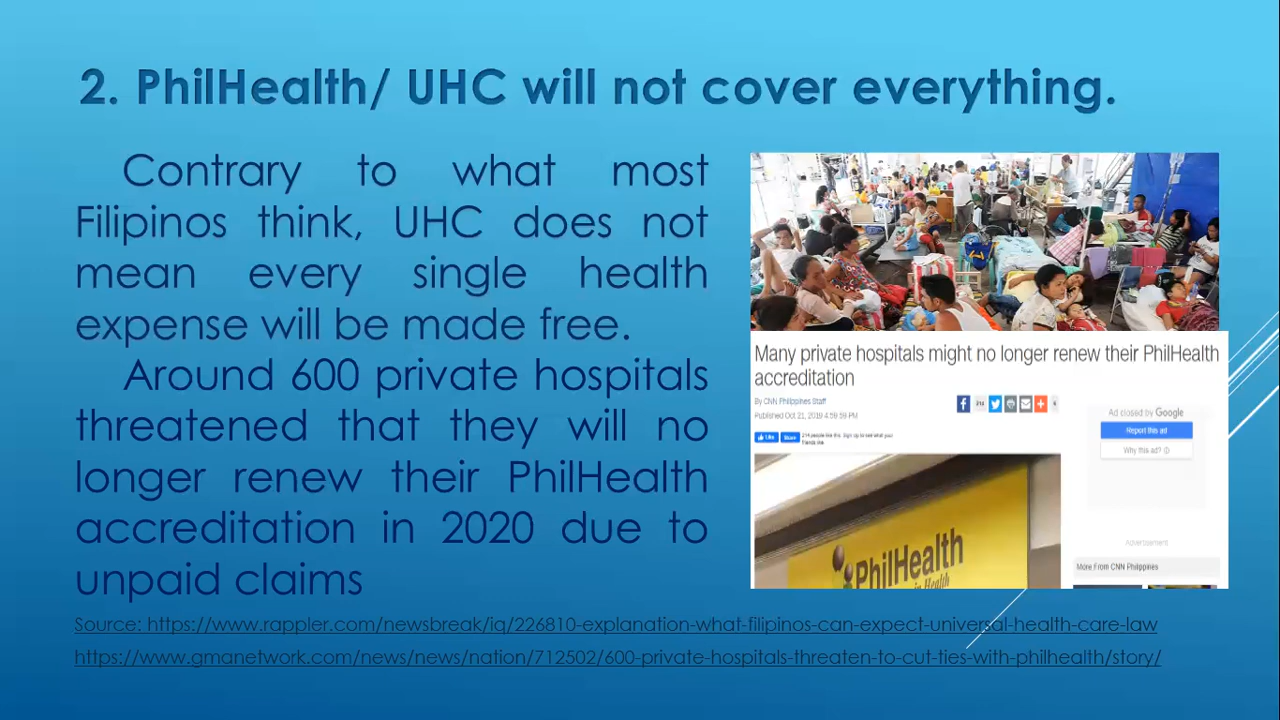 2. PhilHealth/ UHC will not cover everything.
Contrary to what most
Filipinos think, UHC does not
mean every single health
expense will be made free.
Around 600 private hospitals
threatened that they will no
longer renew their PhilHealth
accreditation in 2020 due to
unpaid claims
Many private hospitals might no longer renew their PhilHealth
accreditation
By CNN Philippines Staff
Published Oct 21, 2019 4:59:59 PM
Like Share
Ad closed by Google
Report this ad
Why this ad?
Advertisement
More From CNN Philippines
PhilHealth
in Health
Source: https://www.rappler.com/newsbreak/iq/226810-explanation-what-filipinos-can-expect-universal-health-care-law
https://www.gmanetwork.com/news/news/nation/712502/600-private-hospitals-threaten-to-cut-ties-with-philhealth/story/